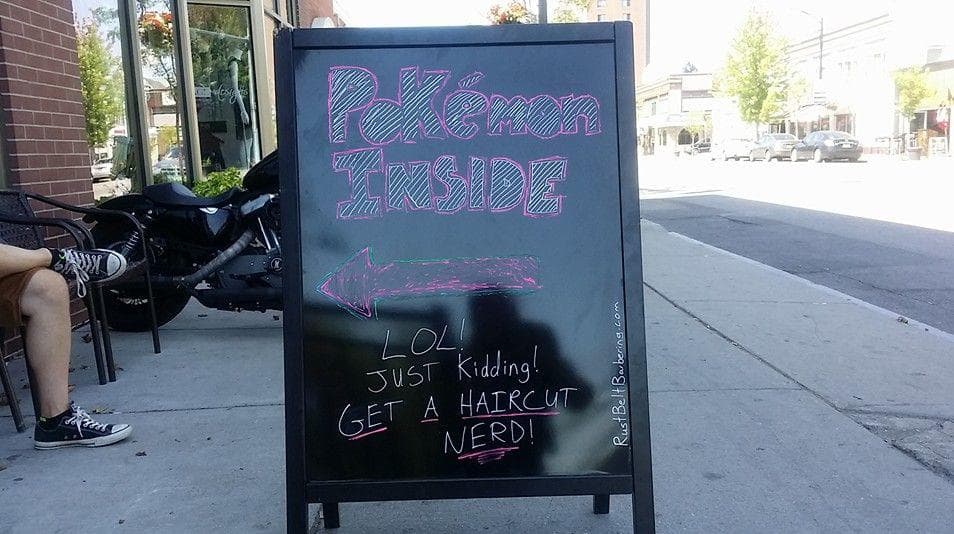 PoKémon
INSIDE
LOL!
JUST Kidding!
GET A HAIRCUT
NERD!
RustBeltBarbering.com